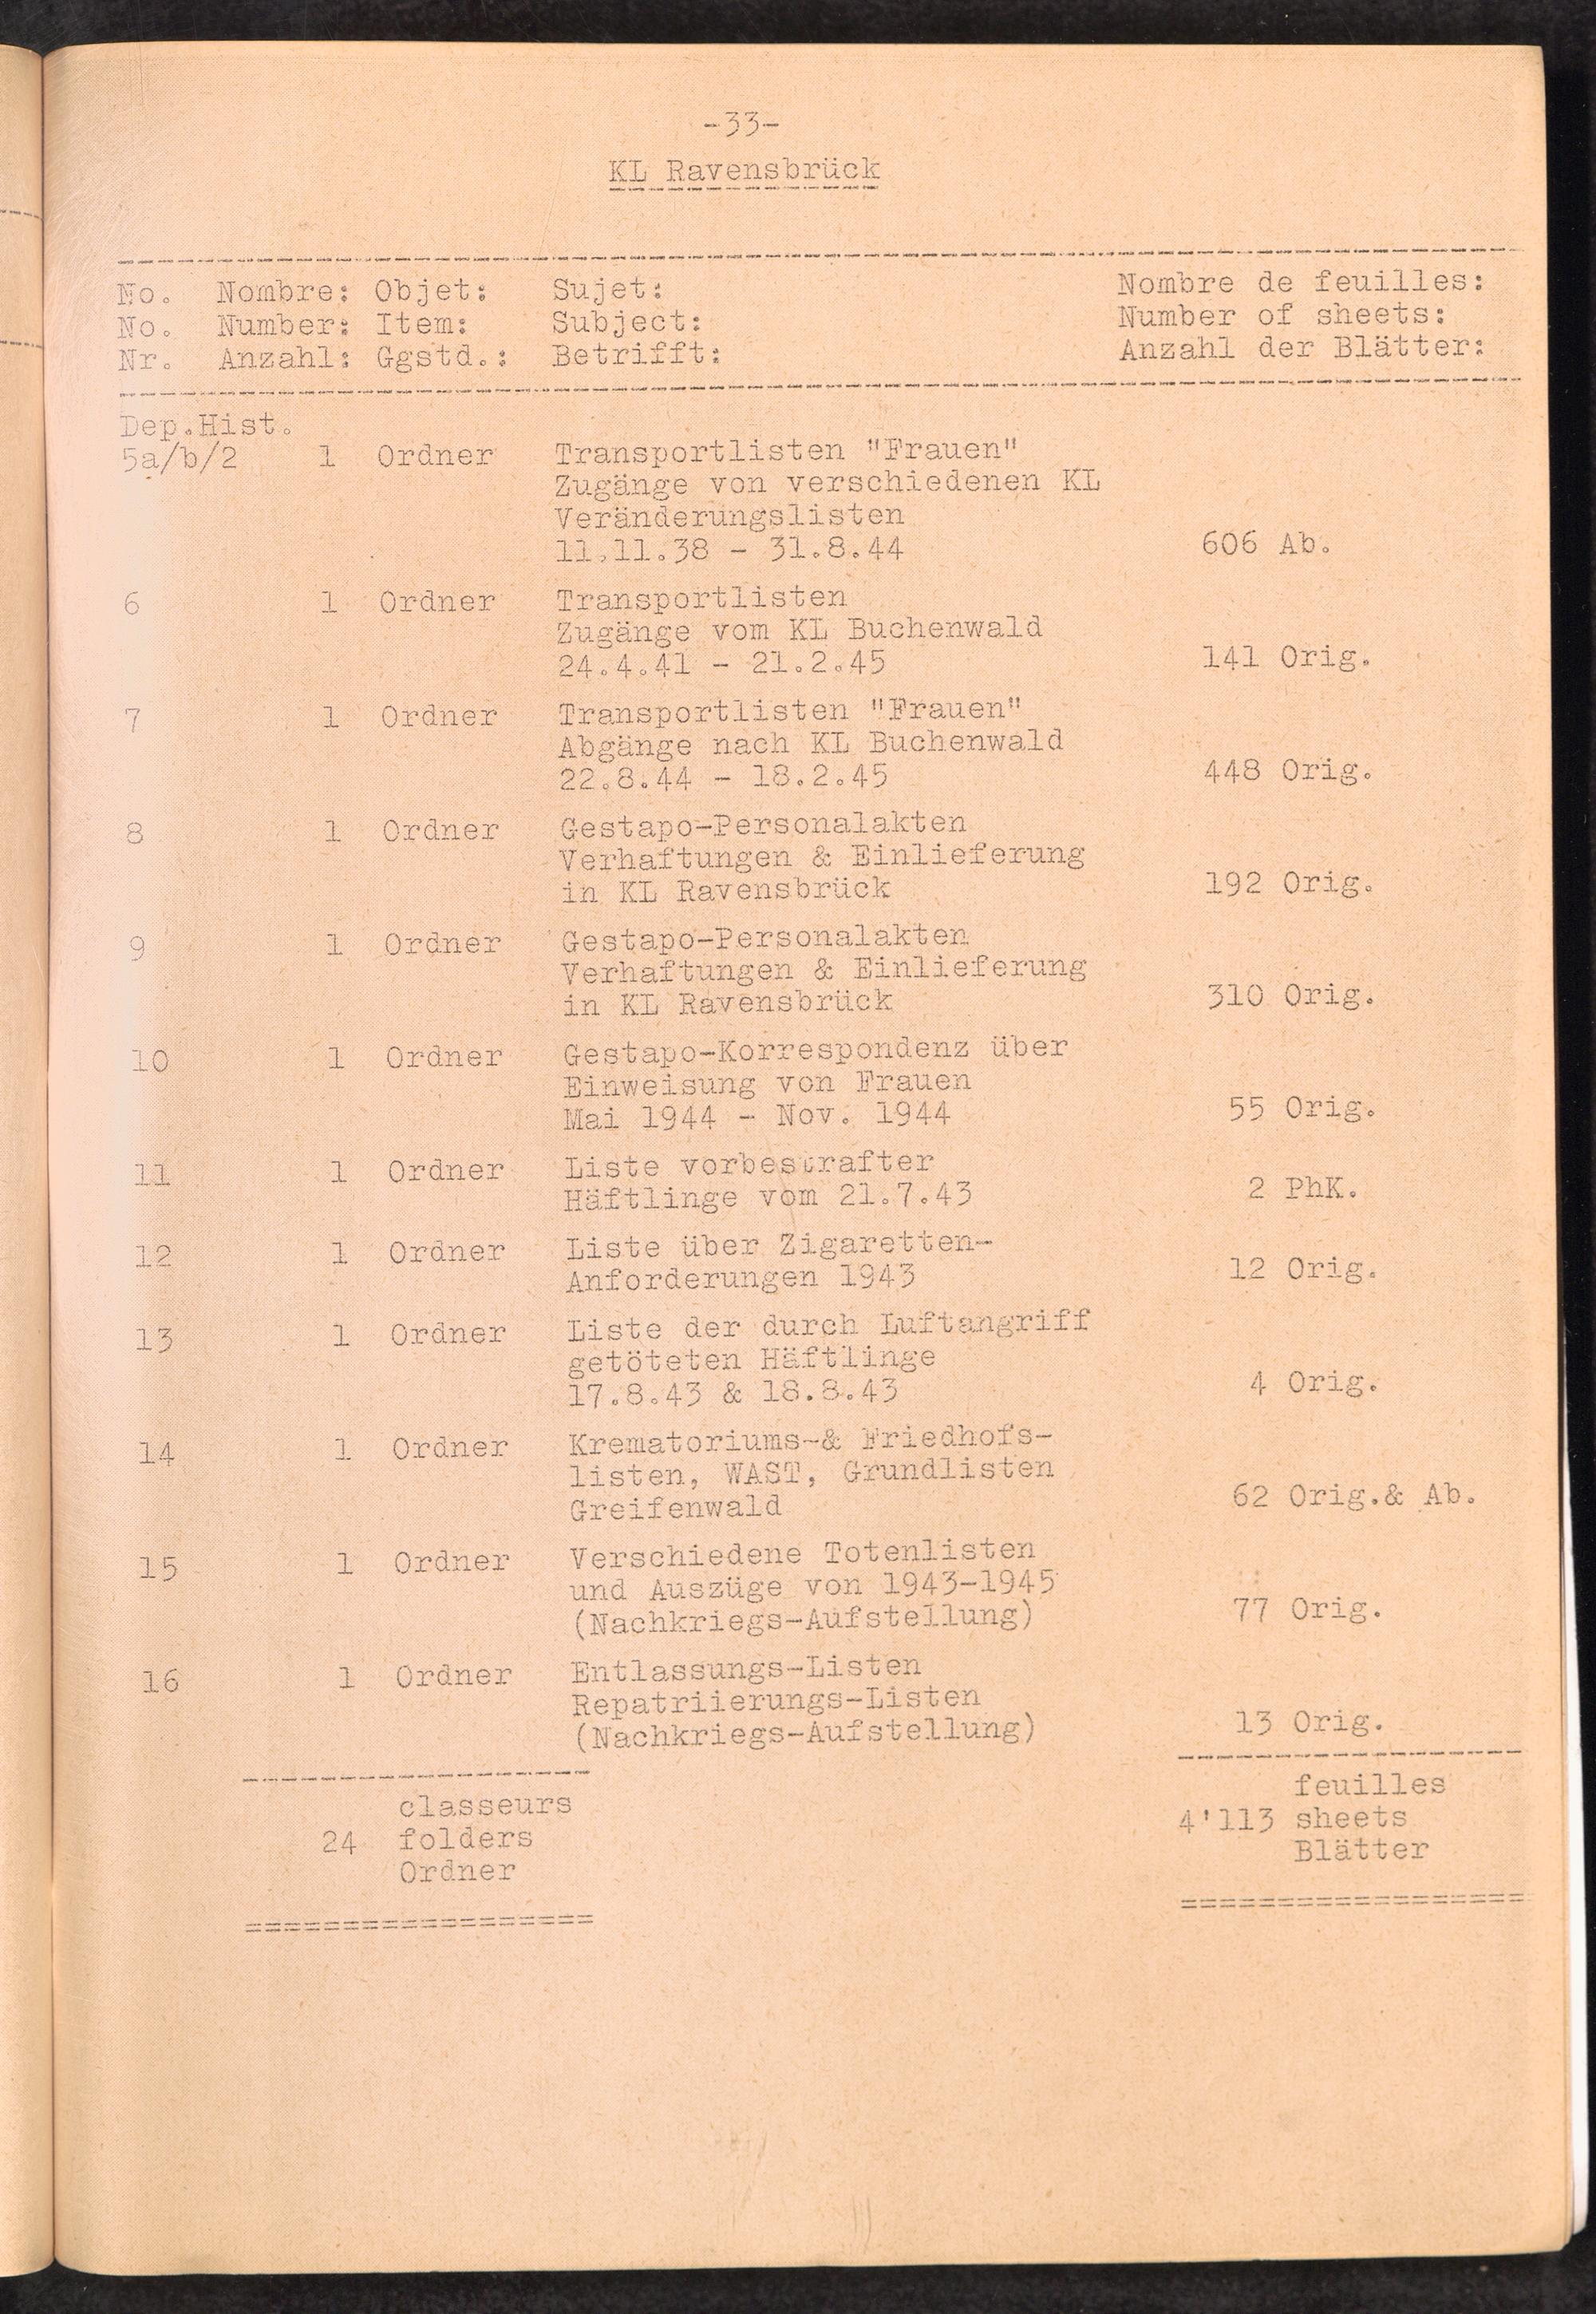 -33-
KL Ravensbrück
No. Nombre: Objet: Sujet: Nombre de feuilles:
No. Number: Item: Subject: Number of sheets:
Nr. Anzahl: Ggstd.: Betrifft: Anzahl der Blätter:
Dep.Hist.
5a/b/2 1 Ordner Transportlisten "Frauen"
Zugänge von verschiedenen KL
Veränderungslisten
11.11.38 - 31.8.44 606 Ab.
6 1 Ordner Transportlisten
Zugänge vom KL Buchenwald
24.4.41 - 21.2.45 141 Orig.
7 1 Ordner Transportlisten "Frauen"
Abgänge nach KL Buchenwald
22.8.44 - 18.2.45 448 Orig.
8 1 Ordner Gestapo-Personalakten
Verhaftungen & Einlieferung
in KL Ravensbrück 192 Orig.
9 1 Ordner Gestapo-Personalakten
Verhaftungen & Einlieferung
in KL Ravensbrück 310 Orig.
10 1 Ordner Gestapo-Korrespondenz über
Einweisung von Frauen
Mai 1944 - Nov. 1944 55 Orig.
11 1 Ordner Liste vorbestrafter
Häftlinge vom 21.7.43 2 PhK.
12 1 Ordner Liste über Zigaretten-
Anforderungen 1943 12 Orig.
13 1 Ordner Liste der durch Luftangriff
getöteten Häftlinge
17.8.43 & 18.8.43 4 Orig.
14 1 Ordner Krematoriums-& Friedhofs-
listen, WAST, Grundlisten
Greifenwald 62 Orig.& Ab.
15 1 Ordner Verschiedene Totenlisten
und Auszüge von 1943-1945
(Nachkriegs-Aufstellung) 77 Orig.
16 1 Ordner Entlassungs-Listen
Repatriierungs-Listen
(Nachkriegs-Aufstellung) 13 Orig.
classeurs feuilles
24 folders 4'113 sheets
Ordner Blätter